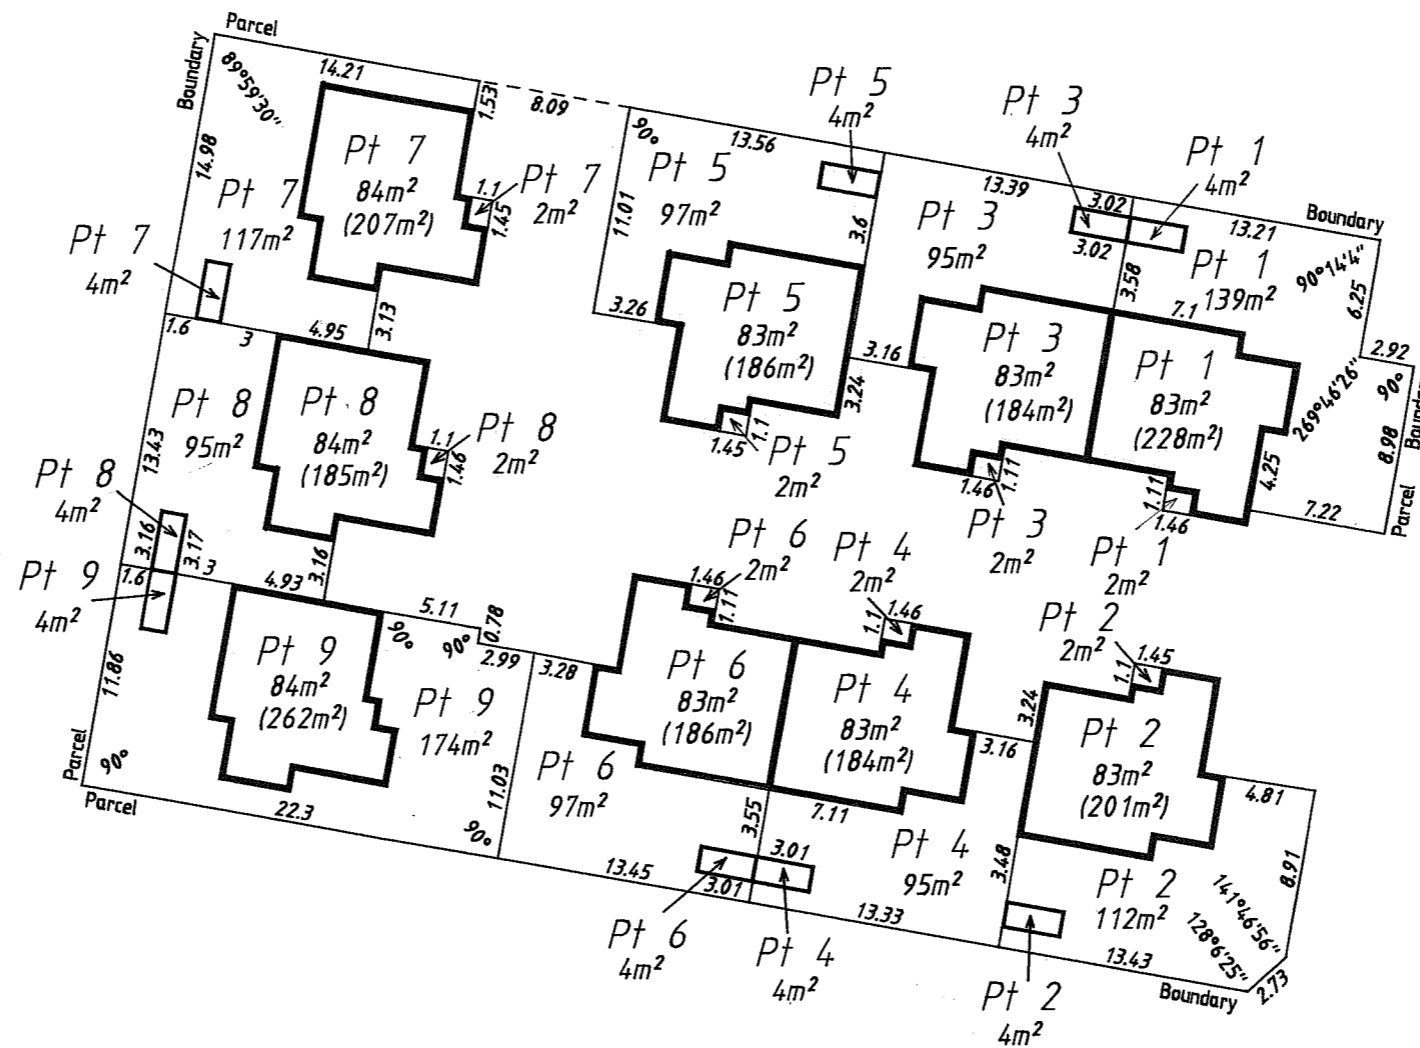 Parcel
Boundary
89°59'30"
14.21
1.53
8.09
14.98
Pt 7
84m²
(207m²)
1.1
1.45
Pt 7
2m²
Pt 7
117m²
Pt 7
4m²
1.6
3
4.95
3.13
90°
13.56
Pt 5
4m²
Pt 5
97m²
11.01
3.26
3.6
Pt 5
83m²
(186m²)
3.16
3.24
1.45
1.1
Pt 5
2m²
Pt 3
4m²
13.39
3.02
3.02
Pt 3
95m²
3.58
Pt 3
83m²
(184m²)
1.46
1.11
Pt 3
2m²
Pt 1
4m²
13.21
Boundary
90°14'4"
Pt 1
139m²
7.1
6.25
2.92
90°
269°46'26"
Pt 1
83m²
(228m²)
4.25
8.98
7.22
Parcel
1.11
1.46
Pt 1
2m²
13.43
Pt 8
95m²
Pt 8
84m²
(185m²)
1.1
1.46
Pt 8
2m²
Pt 8
4m²
3.16
3.17
3
1.6
4.93
3.16
Pt 9
4m²
11.86
Pt 9
84m²
(262m²)
90°
5.11
90°
0.78
2.99
Pt 9
174m²
11.03
90°
22.3
90°
Parcel
Parcel
3.28
Pt 6
2m²
1.46
1.11
Pt 6
83m²
(186m²)
Pt 6
97m²
3.55
13.45
3.01
Pt 6
4m²
Pt 4
2m²
1.1
1.46
Pt 4
83m²
(184m²)
7.11
3.01
Pt 4
95m²
13.33
Pt 4
4m²
3.16
3.24
Pt 2
2m²
1.1
1.45
Pt 2
83m²
(201m²)
4.81
8.91
3.48
Pt 2
112m²
141°46'56"
128°6'25"
13.43
2.73
Boundary
Pt 2
4m²